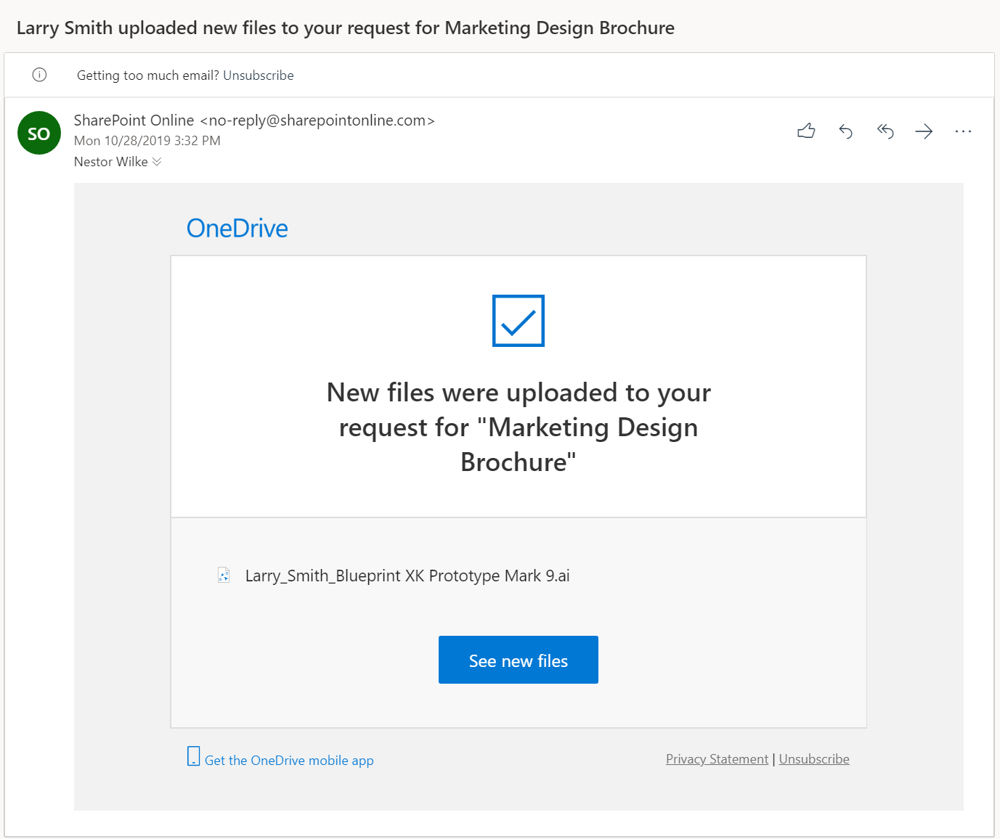 Larry Smith uploaded new files to your request for Marketing Design Brochure
Getting too much email? Unsubscribe
SO
SharePoint Online <no-reply@sharepointonline.com>
Mon 10/28/2019 3:32 PM
Nestor Wilke
OneDrive
New files were uploaded to your
request for "Marketing Design
Brochure"
Larry_Smith_Blueprint XK Prototype Mark 9.ai
See new files
Get the OneDrive mobile app
Privacy Statement | Unsubscribe